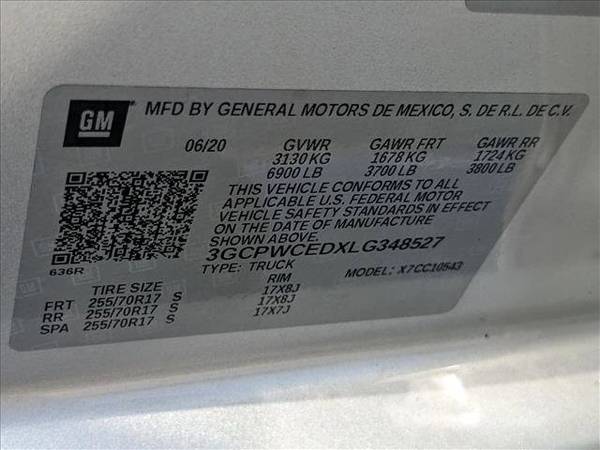 GM MFD BY GENERAL MOTORS DE MEXICO, S. DE R.L. DE C.V.
06/20 GVWR GAWR FRT GAWR RR
3130 KG 1678 KG 1724 KG
6900 LB 3700 LB 3800 LB
THIS VEHICLE CONFORMS TO ALL
APPLICABLE U.S. FEDERAL MOTOR
VEHICLE SAFETY STANDARDS IN EFFECT
ON THE DATE OF MANUFACTURE
SHOWN ABOVE.
3GCPWCEDXLG348527
636R TYPE: TRUCK MODEL: X7CC10543
TIRE SIZE RIM
FRT 255/70R17 S 17X8J
RR 255/70R17 S 17X8J
SPA 255/70R17 S 17X7J